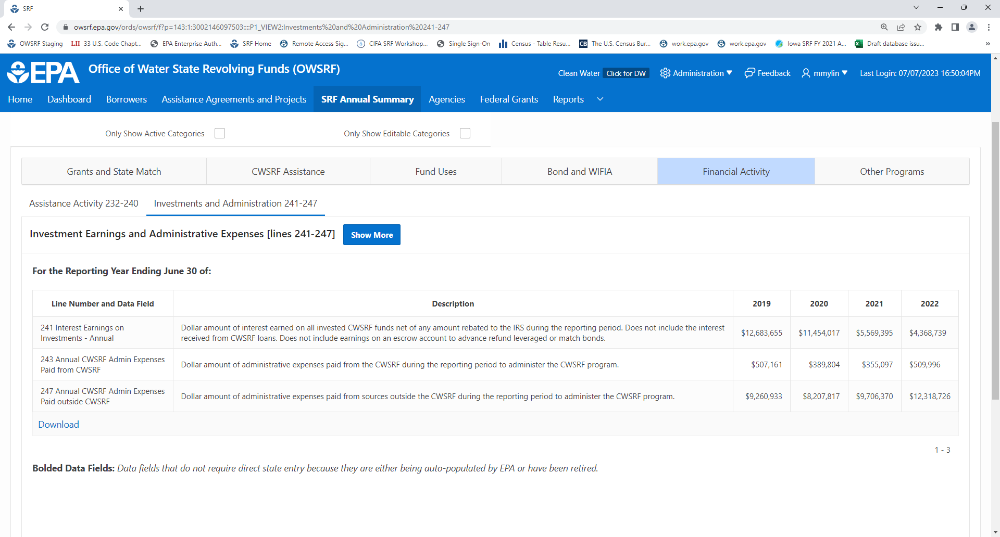 SRF
owsrf.epa.gov/ords/owsrf/f?p=143:1:3002146097503::::P1_VIEW2:Investments%20and%20Administration%20241-247
OWSRF Staging LII 33 U.S. Code Chapt... EPA Enterprise Auth... SRF Home Remote Access Sig... CIFA SRF Workshop... Single Sign-On Census - Table Resu... CB The U.S. Census Bur... work.epa.gov work.epa.gov Iowa SRF FY 2021 A... Draft database issu... »
EPA Office of Water State Revolving Funds (OWSRF)
Clean Water Click for DW Administration Feedback mmylin Last Login: 07/07/2023 16:50:04PM
Home Dashboard Borrowers Assistance Agreements and Projects SRF Annual Summary Agencies Federal Grants Reports
Only Show Active Categories Only Show Editable Categories
Grants and State Match CWSRF Assistance Fund Uses Bond and WIFIA Financial Activity Other Programs
Assistance Activity 232-240 Investments and Administration 241-247
Investment Earnings and Administrative Expenses [lines 241-247] Show More
For the Reporting Year Ending June 30 of:
Line Number and Data Field Description 2019 2020 2021 2022
241 Interest Earnings on
Investments - Annual
Dollar amount of interest earned on all invested CWSRF funds net of any amount rebated to the IRS during the reporting period. Does not include the interest
received from CWSRF loans. Does not include earnings on an escrow account to advance refund leveraged or match bonds.
$12,683,655 $11,454,017 $5,569,395 $4,368,739
243 Annual CWSRF Admin Expenses
Paid from CWSRF
Dollar amount of administrative expenses paid from the CWSRF during the reporting period to administer the CWSRF program.
$507,161 $389,804 $355,097 $509,996
247 Annual CWSRF Admin Expenses
Paid outside CWSRF
Dollar amount of administrative expenses paid from sources outside the CWSRF during the reporting period to administer the CWSRF program.
$9,260,933 $8,207,817 $9,706,370 $12,318,726
Download
1 - 3
Bolded Data Fields: Data fields that do not require direct state entry because they are either being auto-populated by EPA or have been retired.